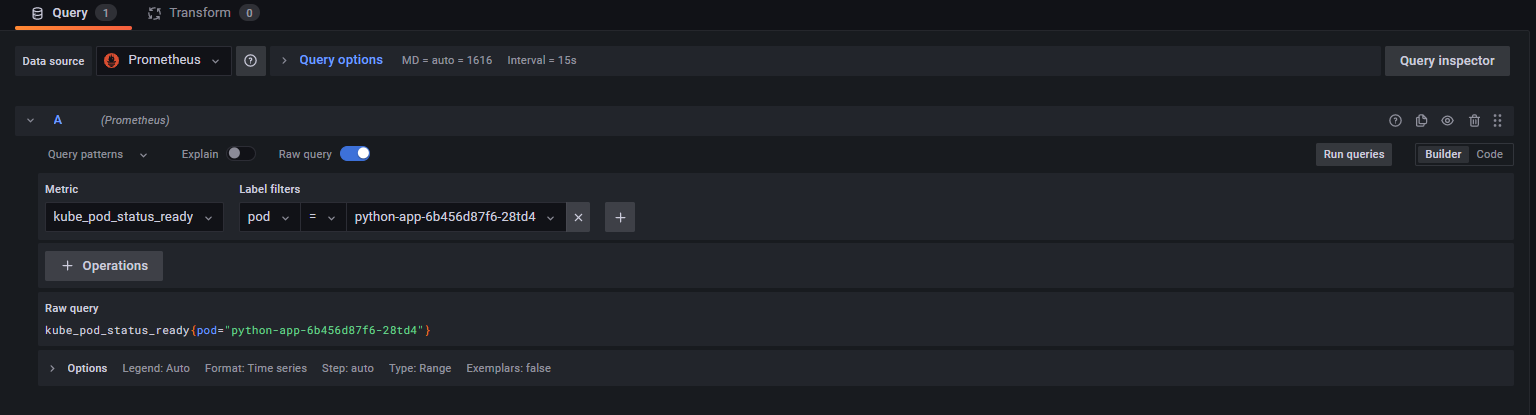 Query 1 Transform 0
Data source Prometheus Query options MD = auto = 1616 Interval = 15s Query inspector
A (Prometheus)
Query patterns Explain Raw query Run queries Builder Code
Metric Label filters
kube_pod_status_ready pod = python-app-6b456d87f6-28td4
+ Operations
Raw query
kube_pod_status_ready{pod="python-app-6b456d87f6-28td4"}
Options Legend: Auto Format: Time series Step: auto Type: Range Exemplars: false